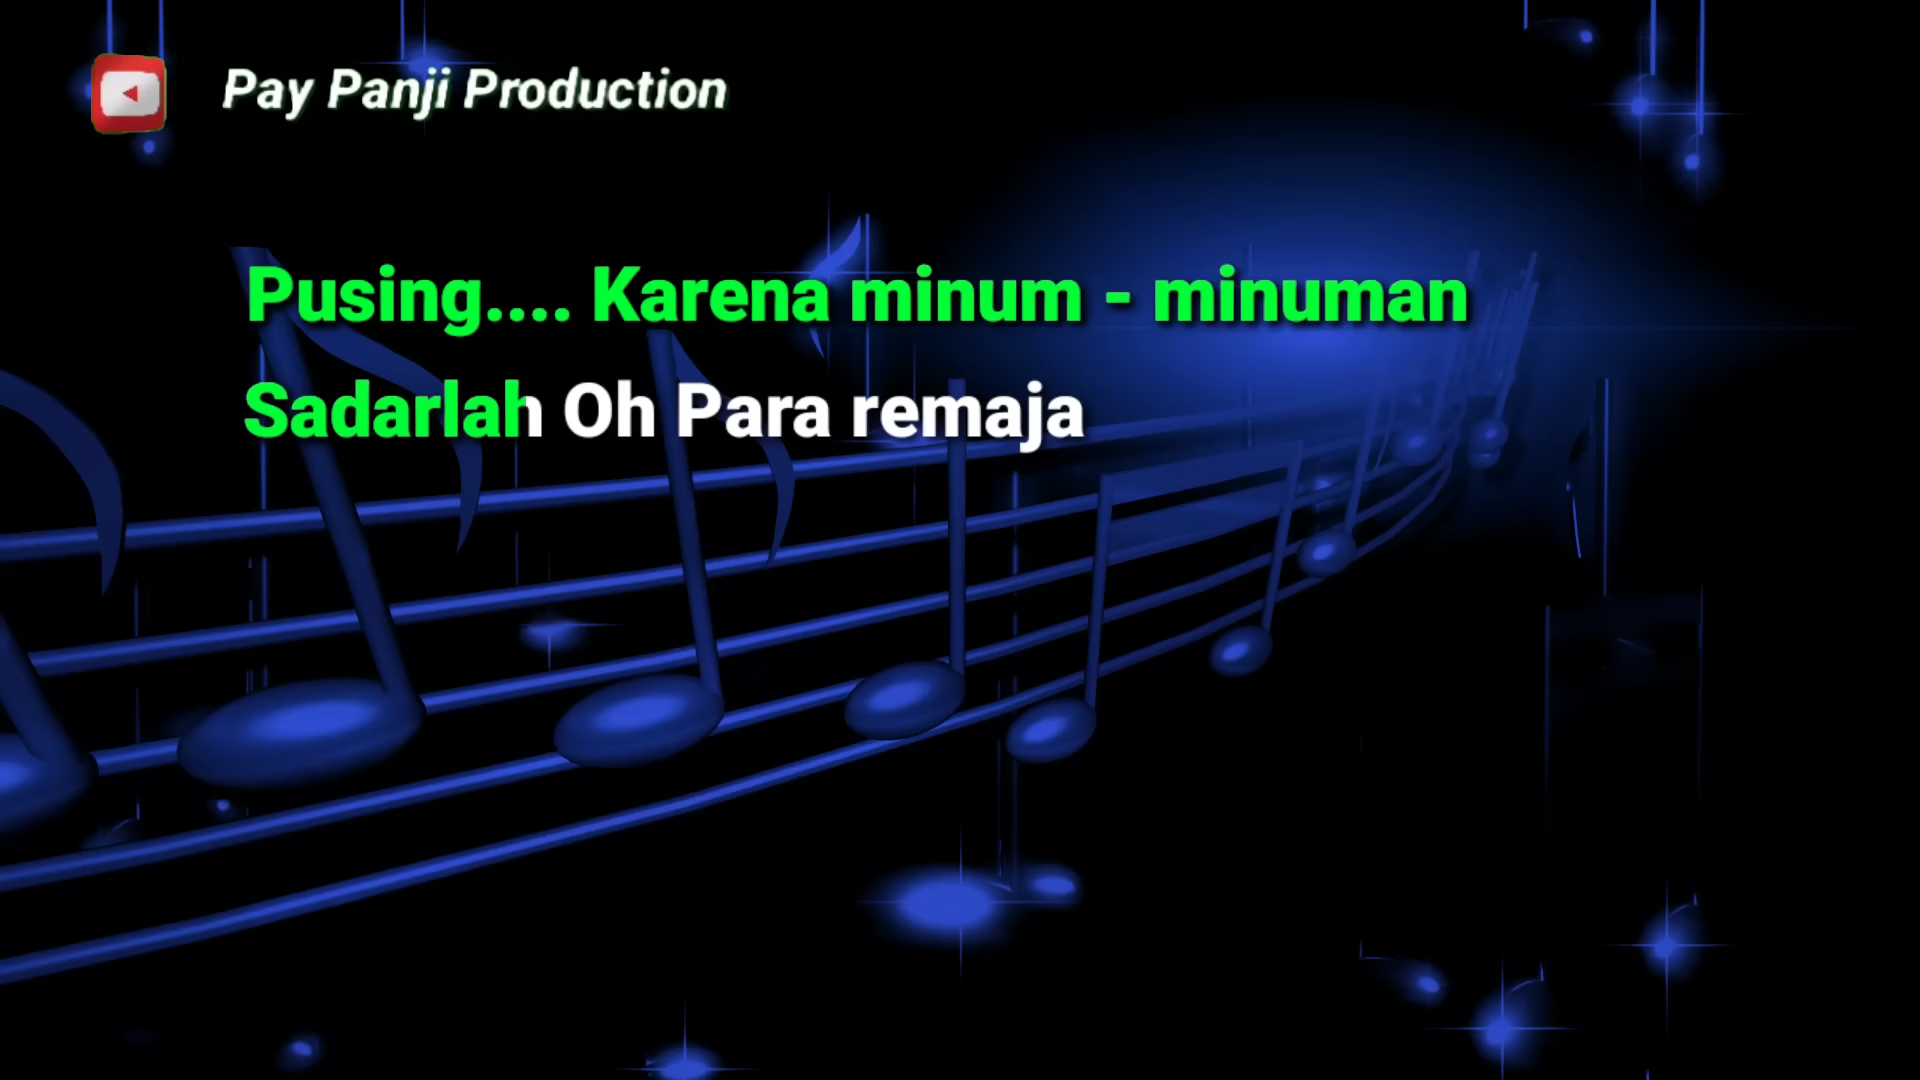 Pay Panji Production
Pusing.... Karena minum - minuman
Sadarlah Oh Para remaja